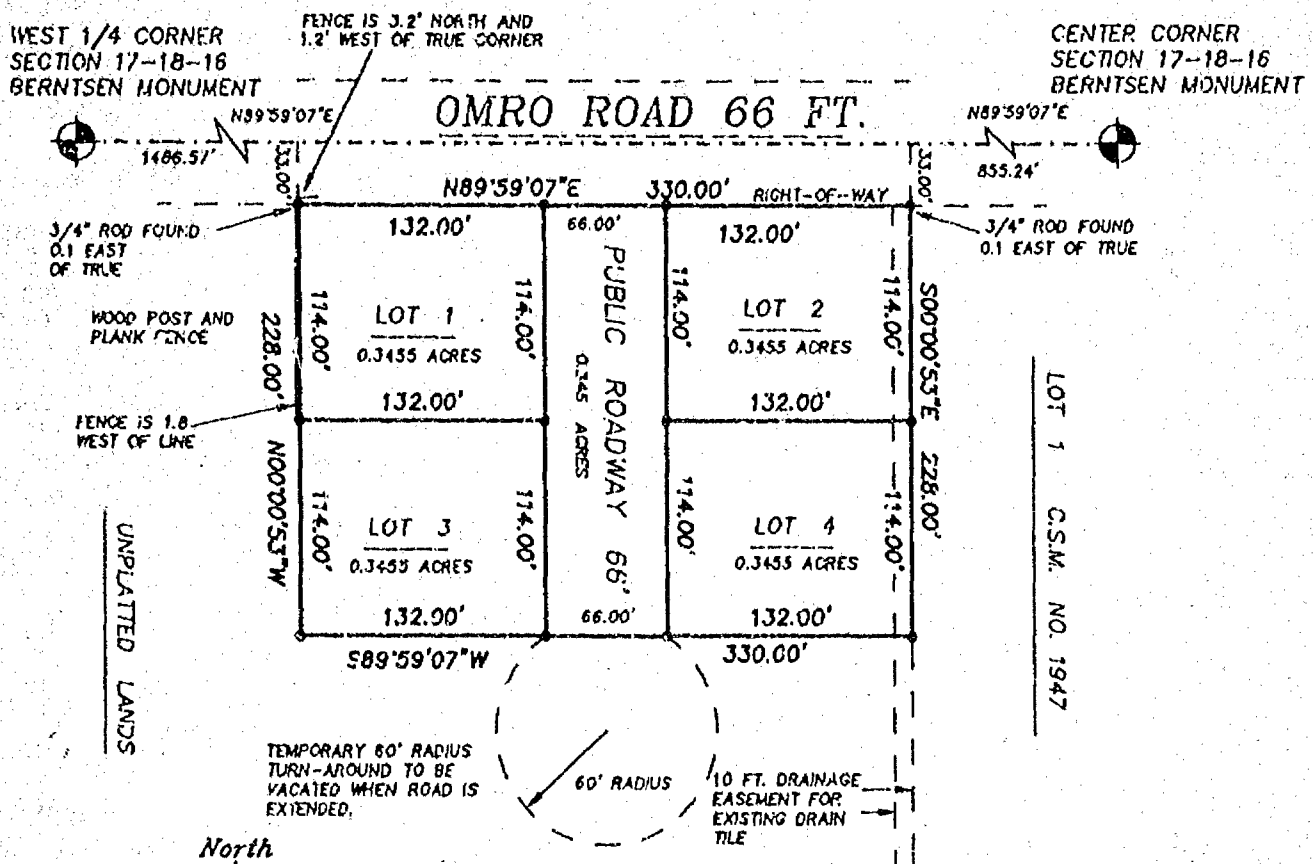 WEST 1/4 CORNER
SECTION 17-18-16
BERNTSEN MONUMENT
FENCE IS 3.2' NORTH AND
1.2' WEST OF TRUE CORNER
CENTER CORNER
SECTION 17-18-16
BERNTSEN MONUMENT
OMRO ROAD 66 FT.
N89°59'07"E
1486.57'
N89°59'07"E
855.24'
33.00'
33.00'
N89°59'07"E
330.00'
RIGHT-OF-WAY
3/4" ROD FOUND
0.1 EAST
OF TRUE
3/4" ROD FOUND
0.1 EAST OF TRUE
132.00'
66.00'
132.00'
WOOD POST AND
PLANK FENCE
FENCE IS 1.8
WEST OF LINE
228.00'
N00°00'53"W
114.00'
LOT 1
0.3455 ACRES
114.00'
132.00'
PUBLIC ROADWAY 66'
0.345 ACRES
114.00'
LOT 2
0.3455 ACRES
114.00'
132.00'
S00°00'53"E 228.00'
LOT 1 C.S.M. NO. 1947
UNPLATTED LANDS
114.00'
LOT 3
0.3455 ACRES
114.00'
132.00'
66.00'
114.00'
LOT 4
0.3455 ACRES
114.00'
132.00'
S89°59'07"W
330.00'
TEMPORARY 60' RADIUS
TURN-AROUND TO BE
VACATED WHEN ROAD IS
EXTENDED.
60' RADIUS
10 FT. DRAINAGE
EASEMENT FOR
EXISTING DRAIN
TILE
North